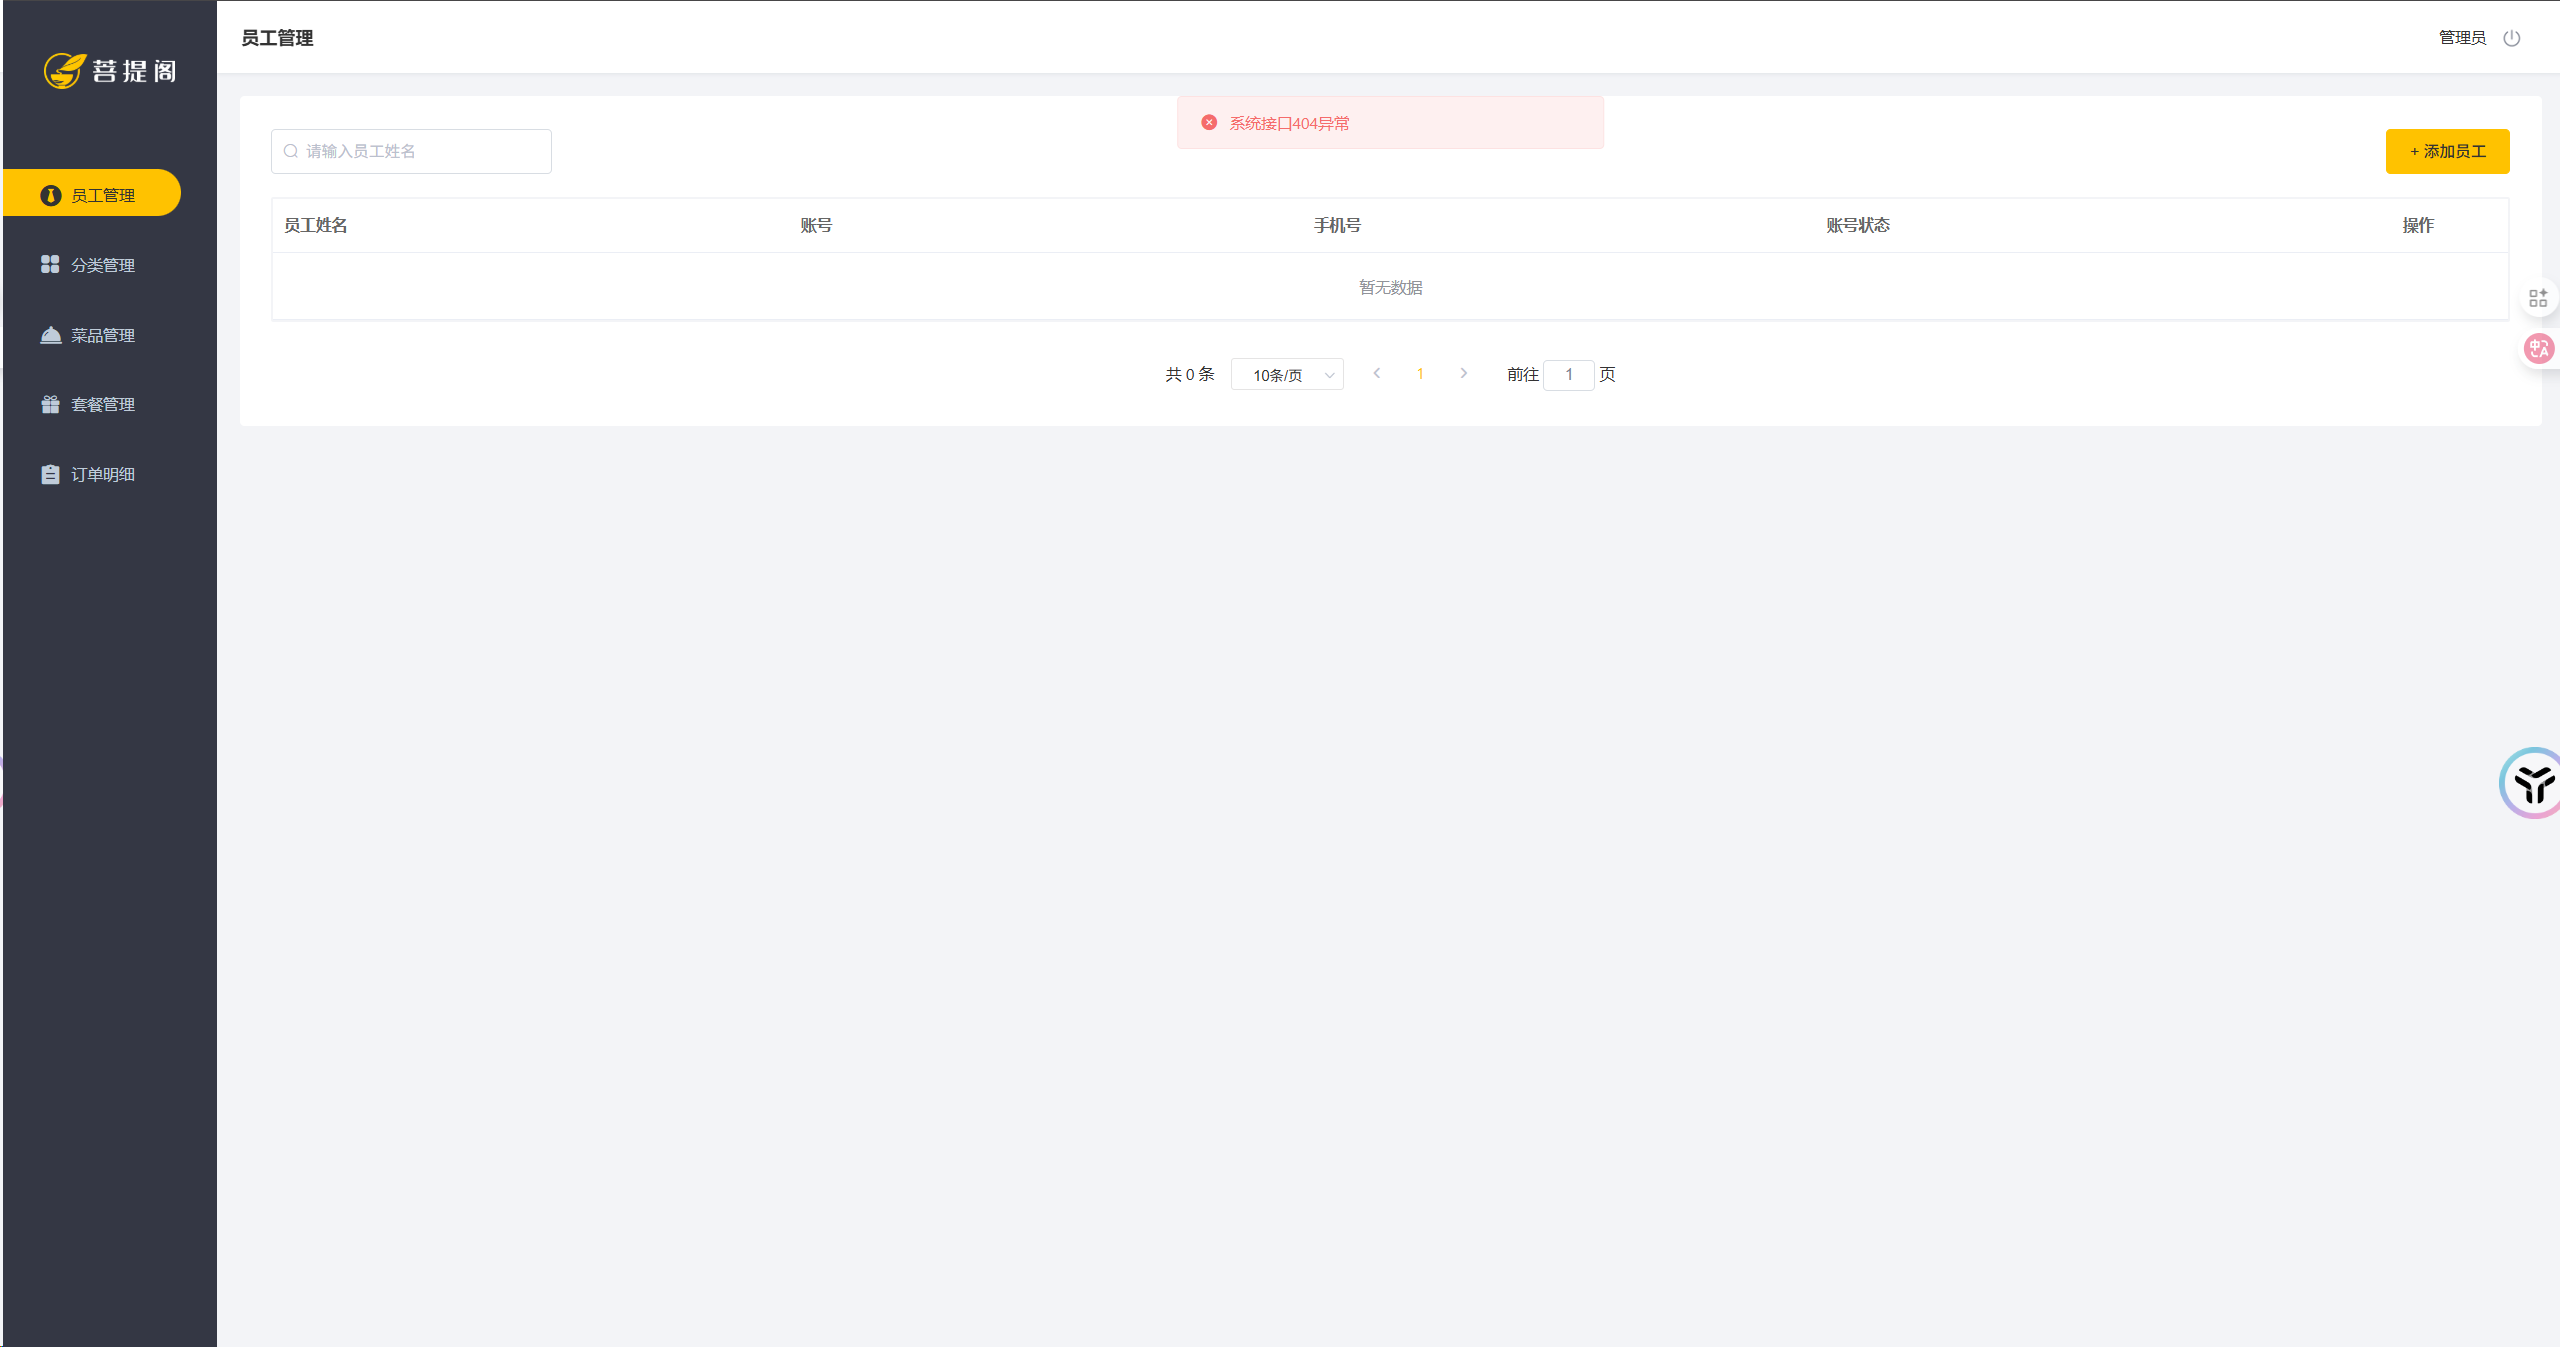 菩提阁
员工管理
分类管理
菜品管理
套餐管理
订单明细
员工管理
管理员
系统接口404异常
请输入员工姓名
+ 添加员工
员工姓名 账号 手机号 账号状态 操作
暂无数据
共 0 条 10条/页 1 前往 1 页
中A